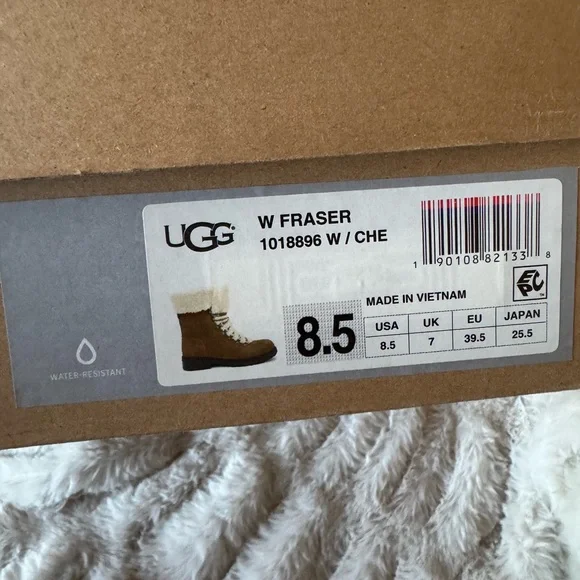 UGG®
W FRASER
1018896 W / CHE
1 90108 82133 8
MADE IN VIETNAM
EPC™
8.5
USA UK EU JAPAN
8.5 7 39.5 25.5
WATER-RESISTANT